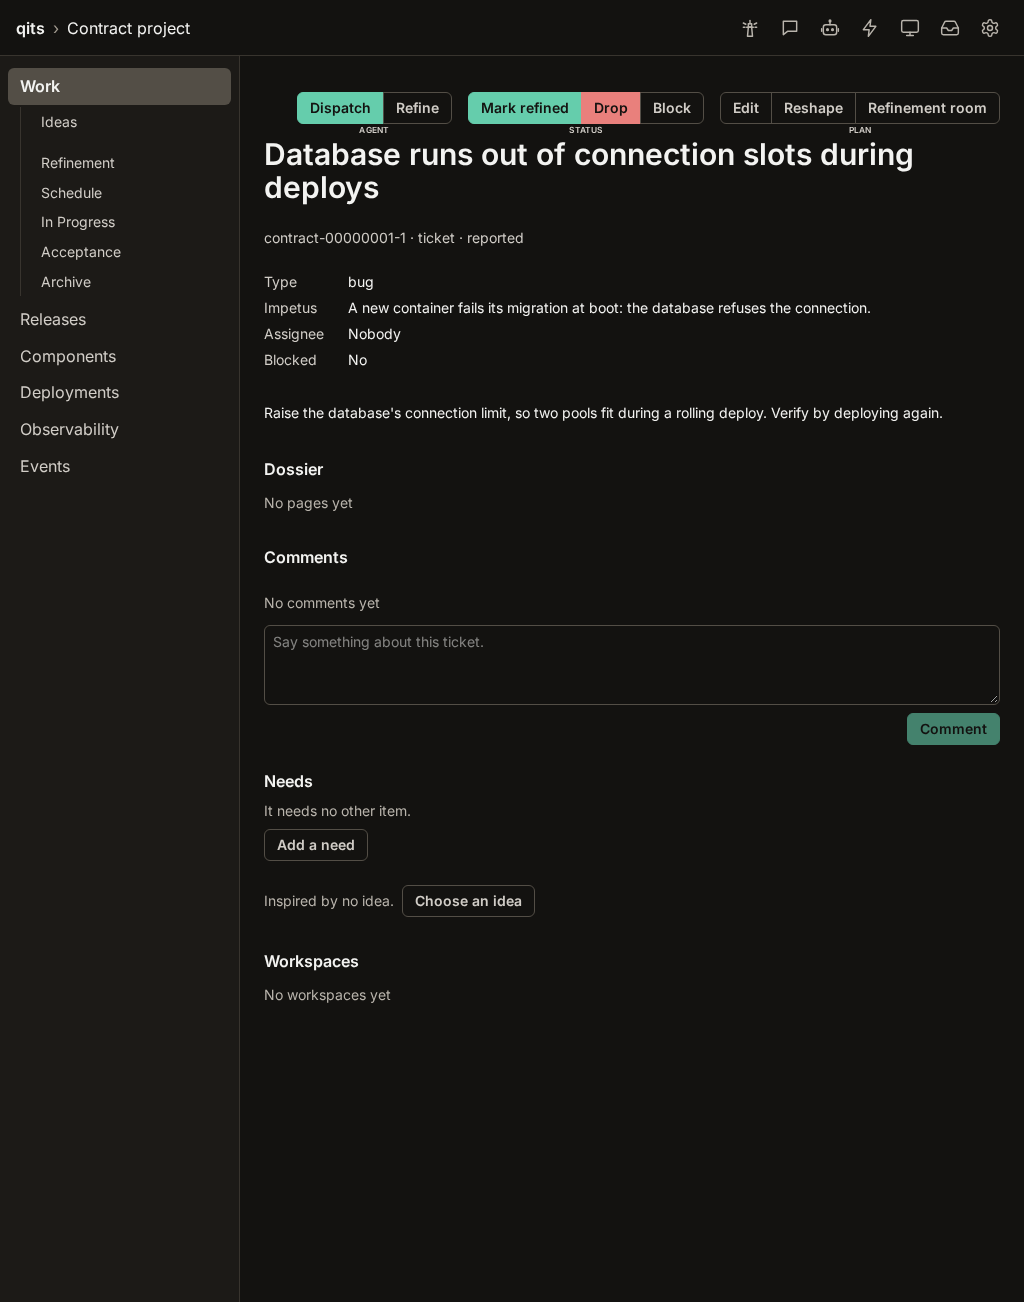 qits › Contract project
Work
Ideas
Refinement
Schedule
In Progress
Acceptance
Archive
Releases
Components
Deployments
Observability
Events
Dispatch Refine
AGENT
Mark refined Drop Block
STATUS
Edit Reshape Refinement room
PLAN
Database runs out of connection slots during
deploys
contract-00000001-1 · ticket · reported
Type bug
Impetus A new container fails its migration at boot: the database refuses the connection.
Assignee Nobody
Blocked No
Raise the database's connection limit, so two pools fit during a rolling deploy. Verify by deploying again.
Dossier
No pages yet
Comments
No comments yet
Say something about this ticket.
Comment
Needs
It needs no other item.
Add a need
Inspired by no idea. Choose an idea
Workspaces
No workspaces yet